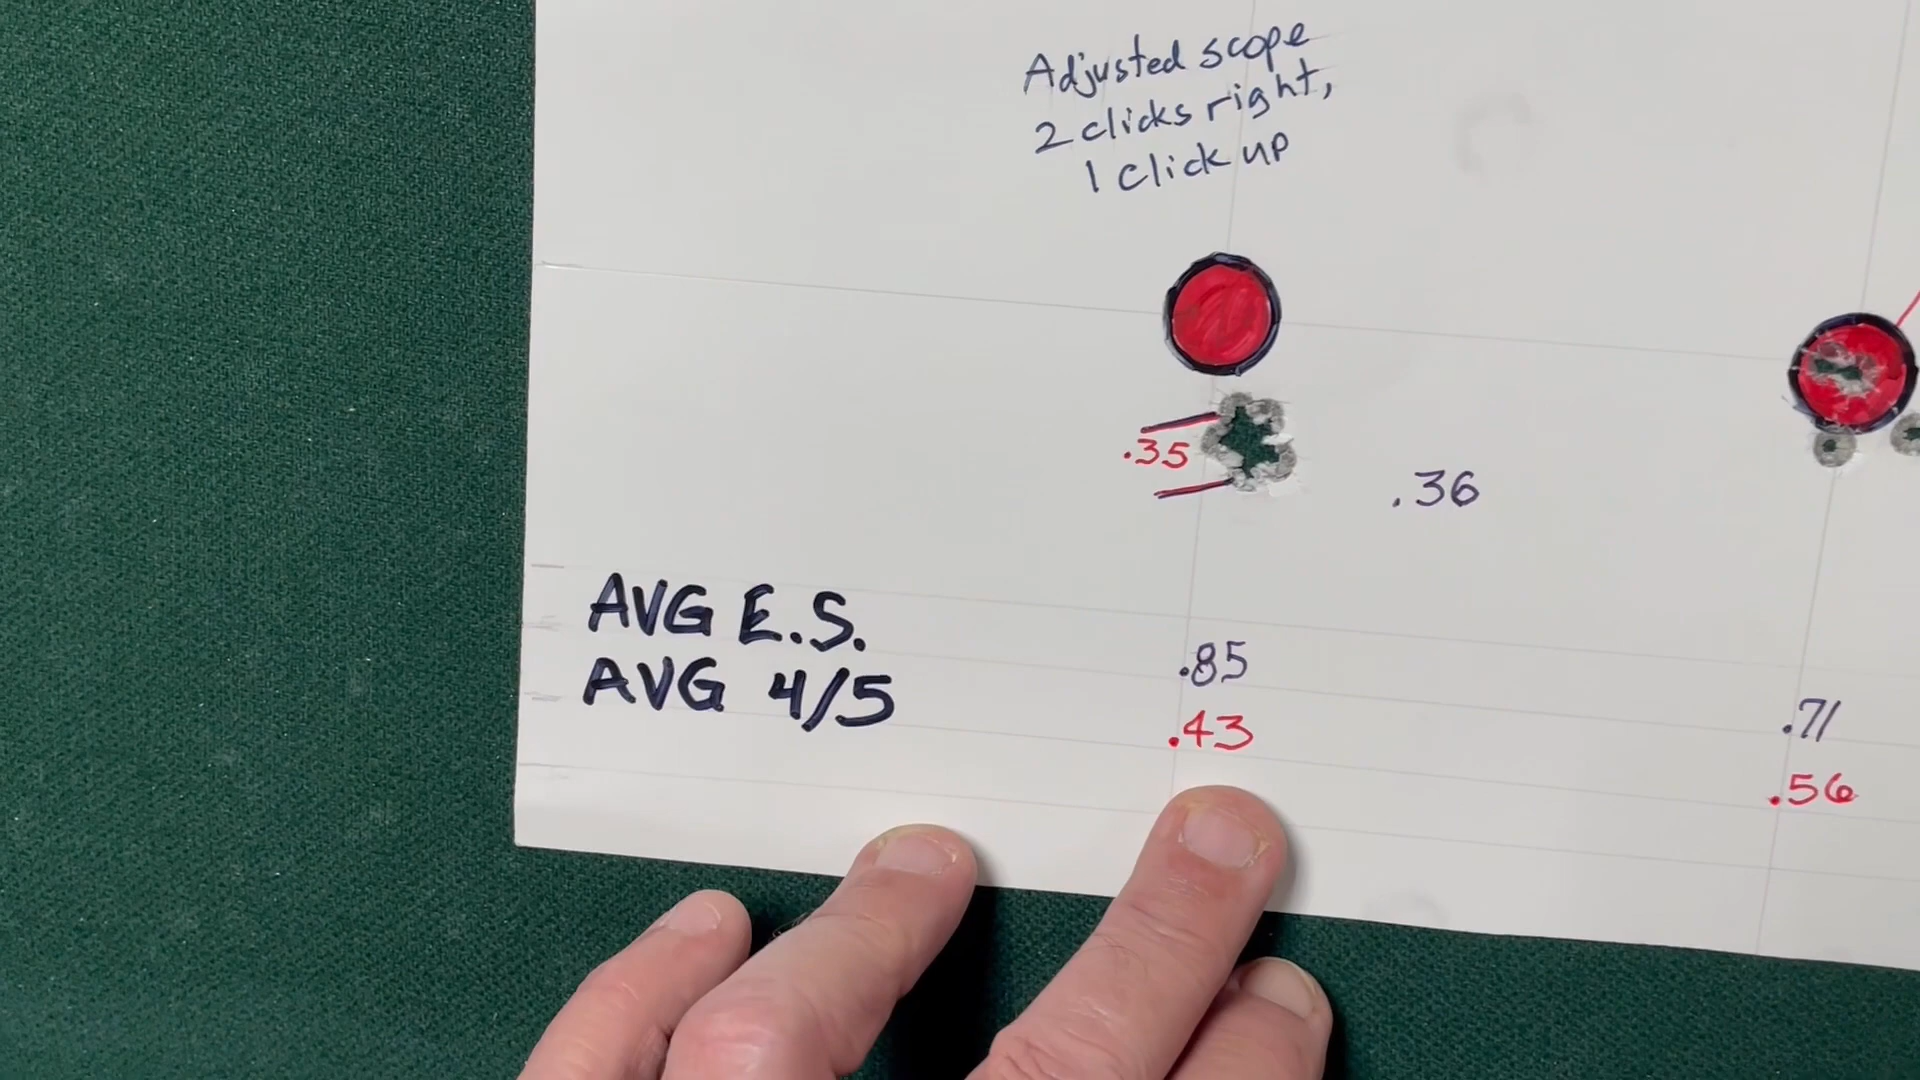 Adjusted scope
2 clicks right,
1 click up
.35
.36
AVG E.S. .85 .71
AVG 4/5 .43 .56